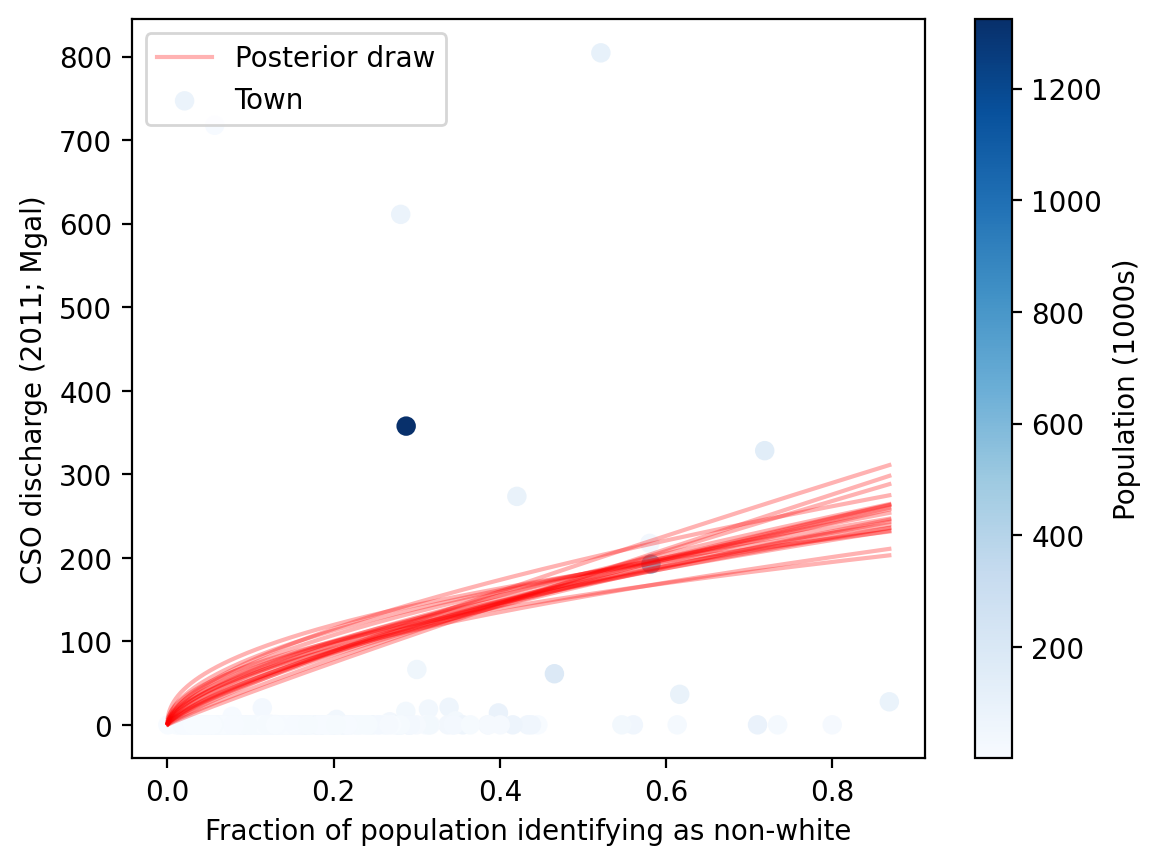 Posterior draw
Town
800
700
600
500
400
300
200
100
0
CSO discharge (2011; Mgal)
0.0 0.2 0.4 0.6 0.8
Fraction of population identifying as non-white
1200
1000
800
600
400
200
Population (1000s)